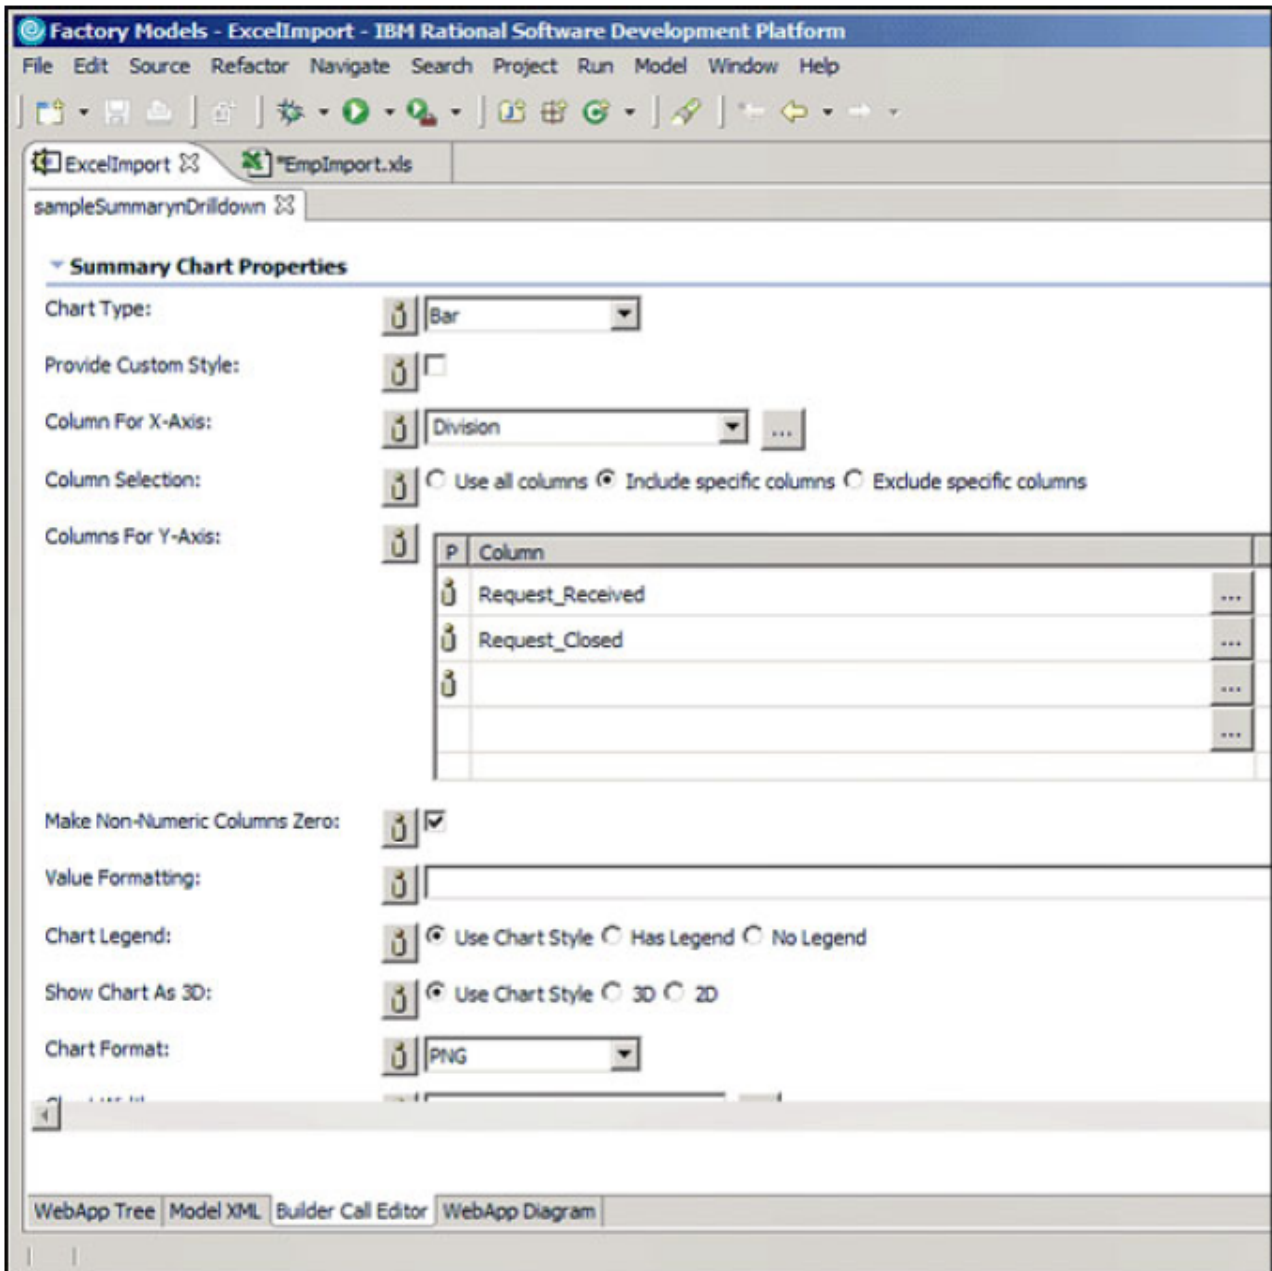 Factory Models - ExcelImport - IBM Rational Software Development Platform
File Edit Source Refactor Navigate Search Project Run Model Window Help
ExcelImport *EmpImport.xls
sampleSummarynDrilldown
Summary Chart Properties
Chart Type: Bar
Provide Custom Style:
Column For X-Axis: Division ...
Column Selection: Use all columns Include specific columns Exclude specific columns
Columns For Y-Axis:
P Column
Request_Received ...
Request_Closed ...
...
...
Make Non-Numeric Columns Zero:
Value Formatting:
Chart Legend: Use Chart Style Has Legend No Legend
Show Chart As 3D: Use Chart Style 3D 2D
Chart Format: PNG
WebApp Tree Model XML Builder Call Editor WebApp Diagram